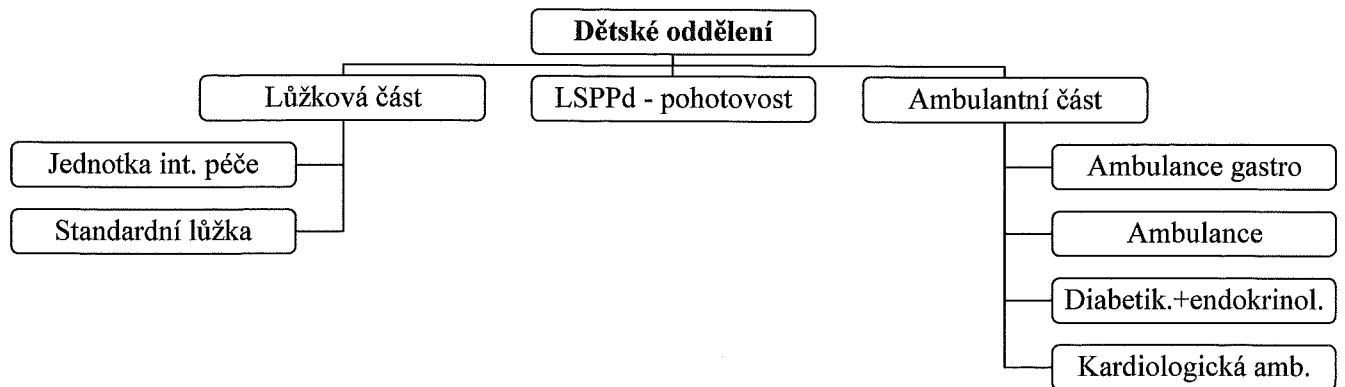 Dětské oddělení
Lůžková část
LSPPd - pohotovost
Ambulantní část
Jednotka int. péče
Standardní lůžka
Ambulance gastro
Ambulance
Diabetik.+endokrinol.
Kardiologická amb.